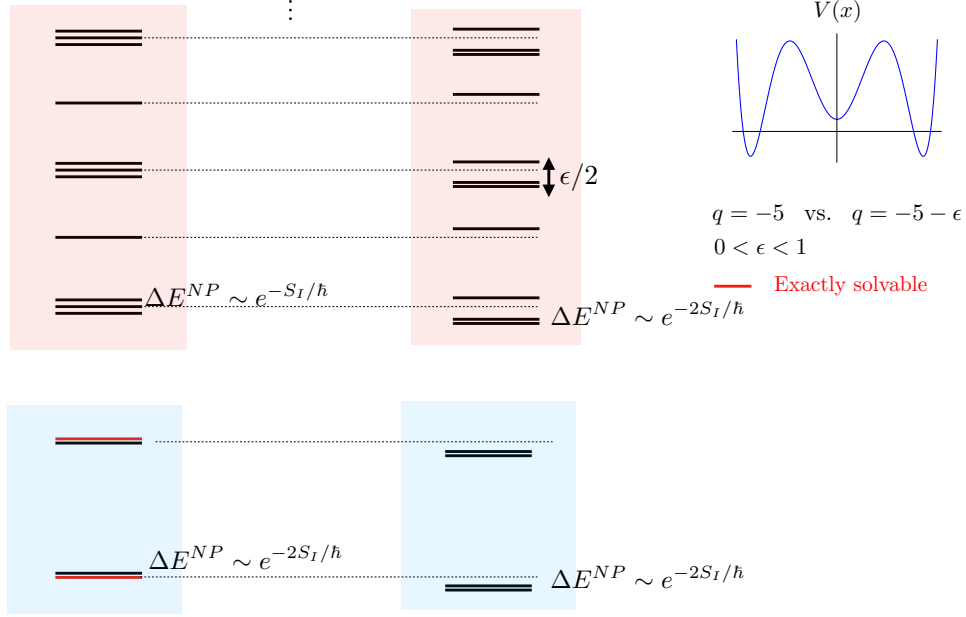 ⋮
V(x)
ϵ/2
q = −5 vs. q = −5 − ϵ
0 < ϵ < 1
Exactly solvable
ΔE^{NP} ∼ e^{−S_I/ℏ}
ΔE^{NP} ∼ e^{−2S_I/ℏ}
ΔE^{NP} ∼ e^{−2S_I/ℏ}
ΔE^{NP} ∼ e^{−2S_I/ℏ}